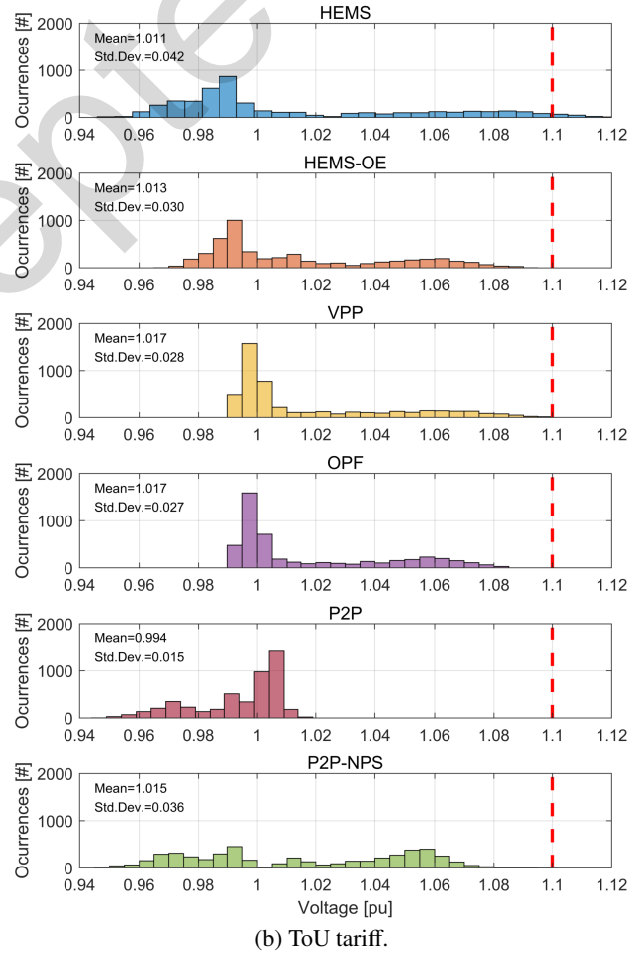 HEMS
Ocurrences [#]
2000
1000
0
Mean=1.011
Std.Dev.=0.042
0.94 0.96 0.98 1 1.02 1.04 1.06 1.08 1.1 1.12
HEMS-OE
Ocurrences [#]
2000
1000
0
Mean=1.013
Std.Dev.=0.030
0.94 0.96 0.98 1 1.02 1.04 1.06 1.08 1.1 1.12
VPP
Ocurrences [#]
2000
1000
0
Mean=1.017
Std.Dev.=0.028
0.94 0.96 0.98 1 1.02 1.04 1.06 1.08 1.1 1.12
OPF
Ocurrences [#]
2000
1000
0
Mean=1.017
Std.Dev.=0.027
0.94 0.96 0.98 1 1.02 1.04 1.06 1.08 1.1 1.12
P2P
Ocurrences [#]
2000
1000
0
Mean=0.994
Std.Dev.=0.015
0.94 0.96 0.98 1 1.02 1.04 1.06 1.08 1.1 1.12
P2P-NPS
Ocurrences [#]
2000
1000
0
Mean=1.015
Std.Dev.=0.036
0.94 0.96 0.98 1 1.02 1.04 1.06 1.08 1.1 1.12
Voltage [pu]
(b) ToU tariff.